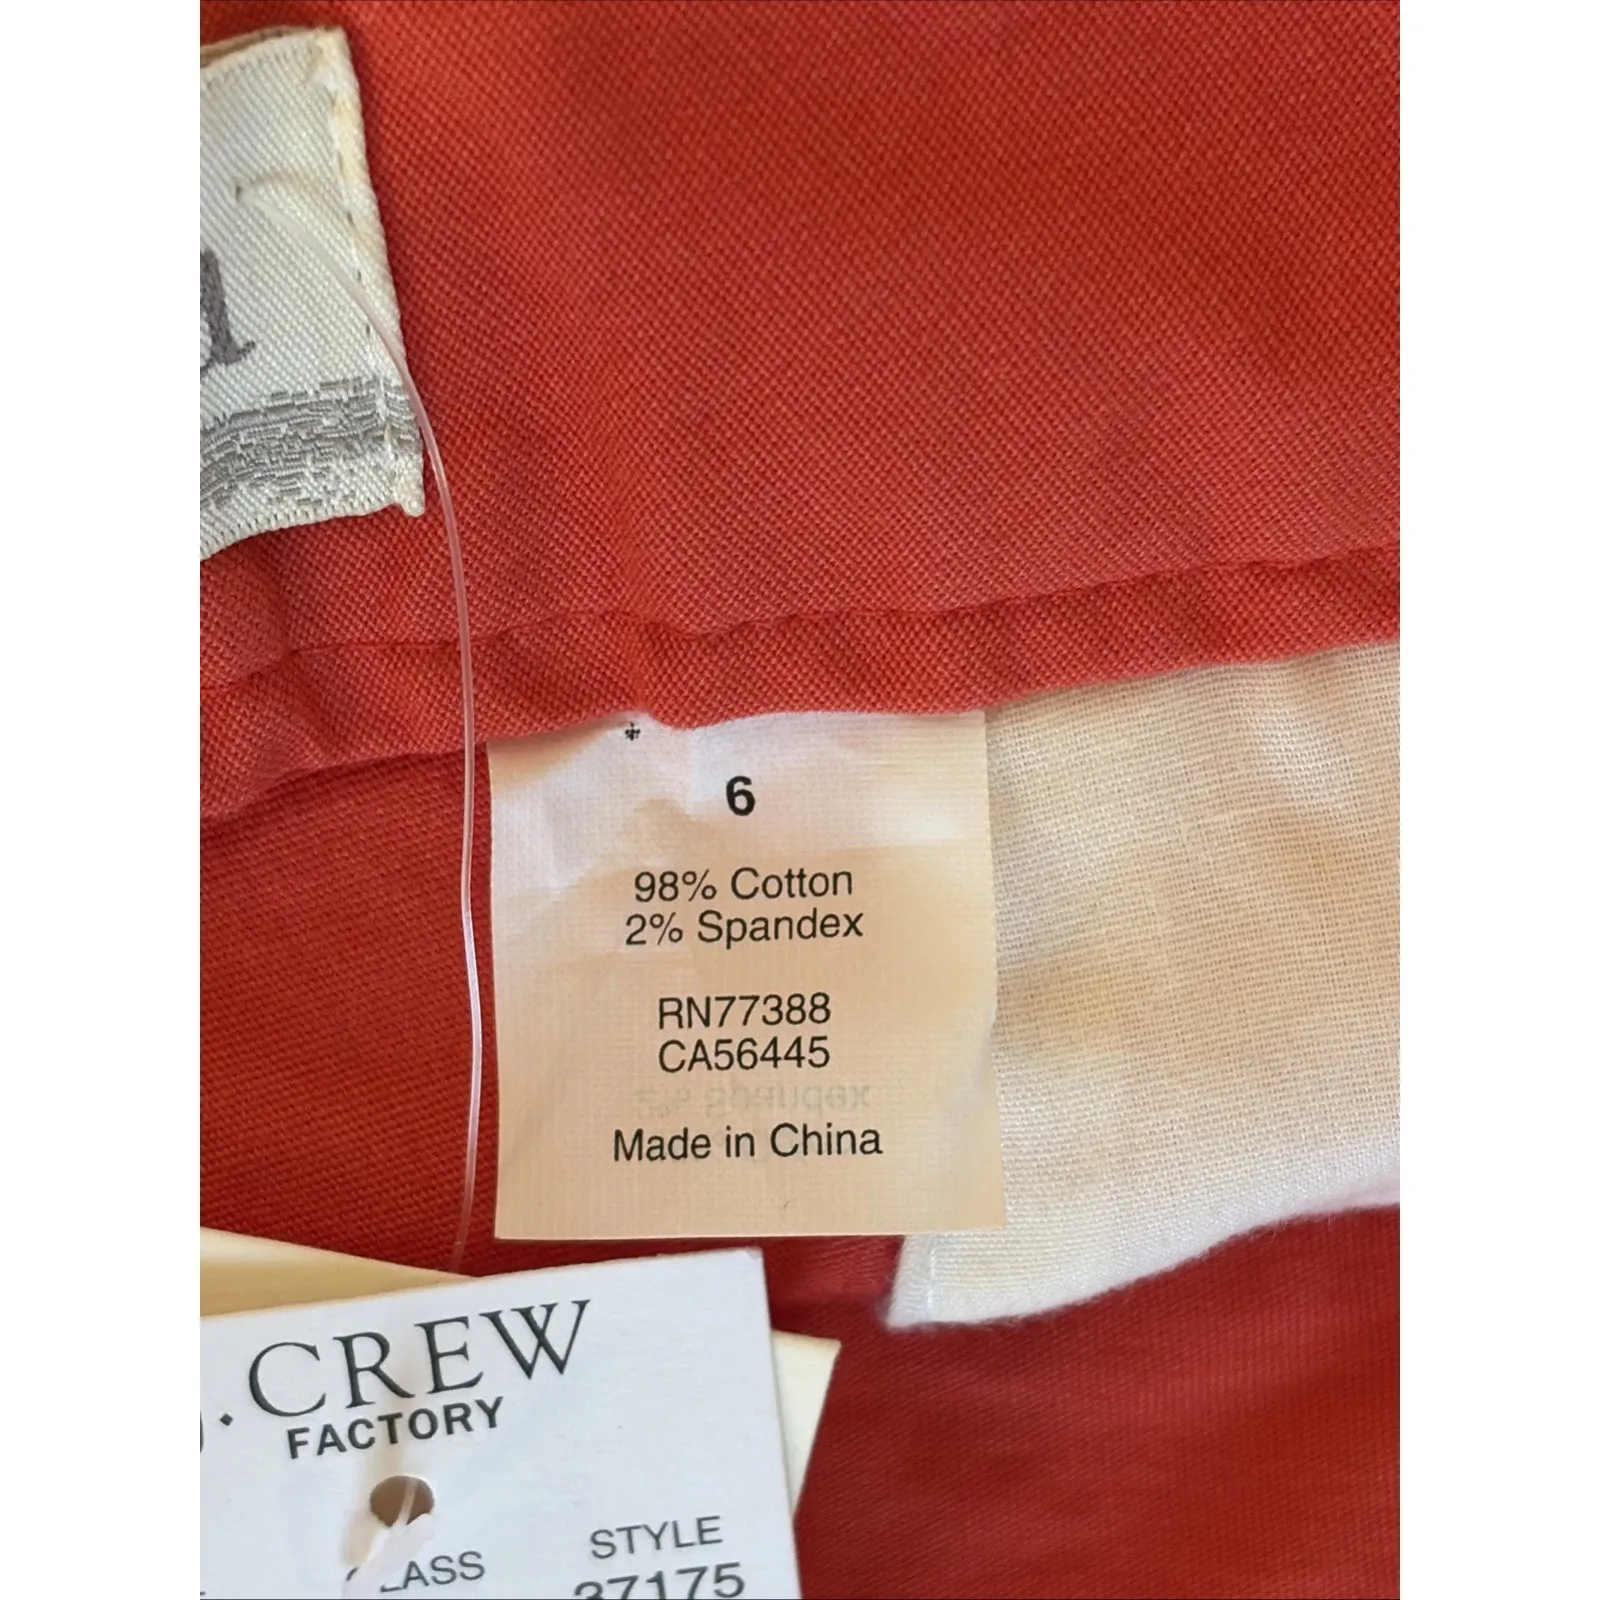 6
98% Cotton
2% Spandex
RN77388
CA56445
Made in China
J.CREW
FACTORY
STYLE
37175